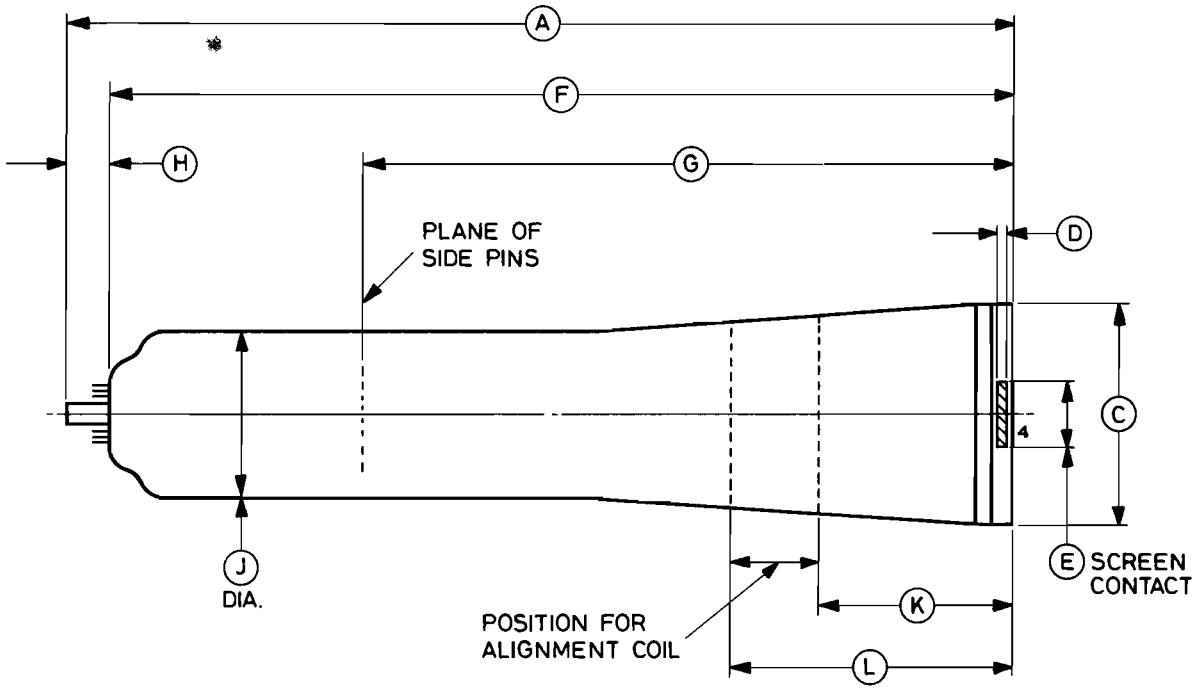 A
F
H
G
PLANE OF
SIDE PINS
D
4
C
J
DIA.
E SCREEN
CONTACT
K
POSITION FOR
ALIGNMENT COIL
L